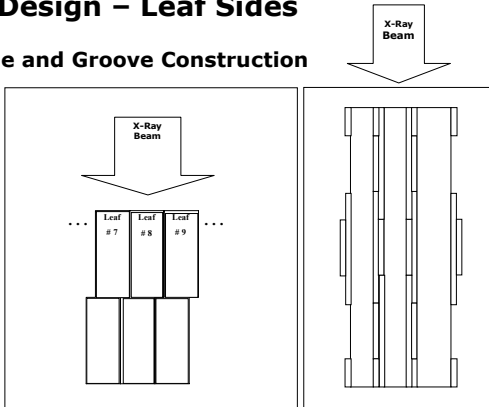 Design – Leaf Sides
e and Groove Construction
X-Ray
Beam
X-Ray
Beam
... Leaf Leaf Leaf ...
# 7 # 8 # 9